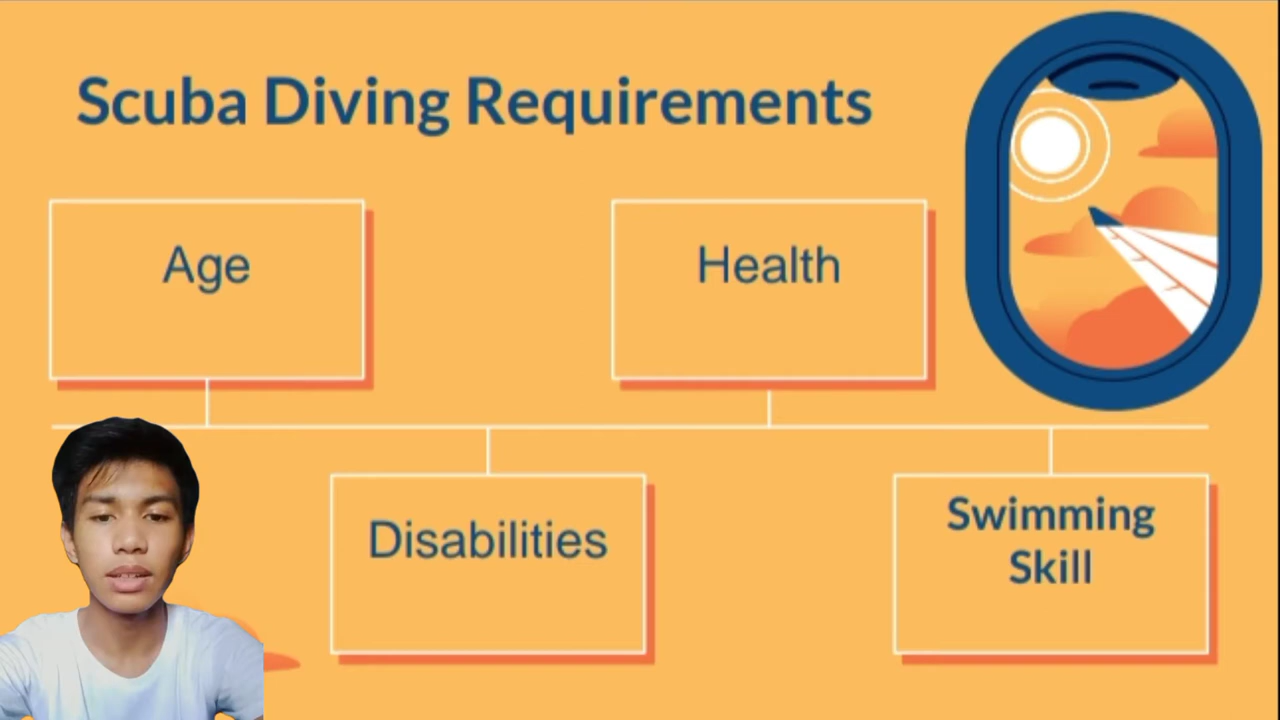 Scuba Diving Requirements
Age
Health
Disabilities
Swimming
Skill